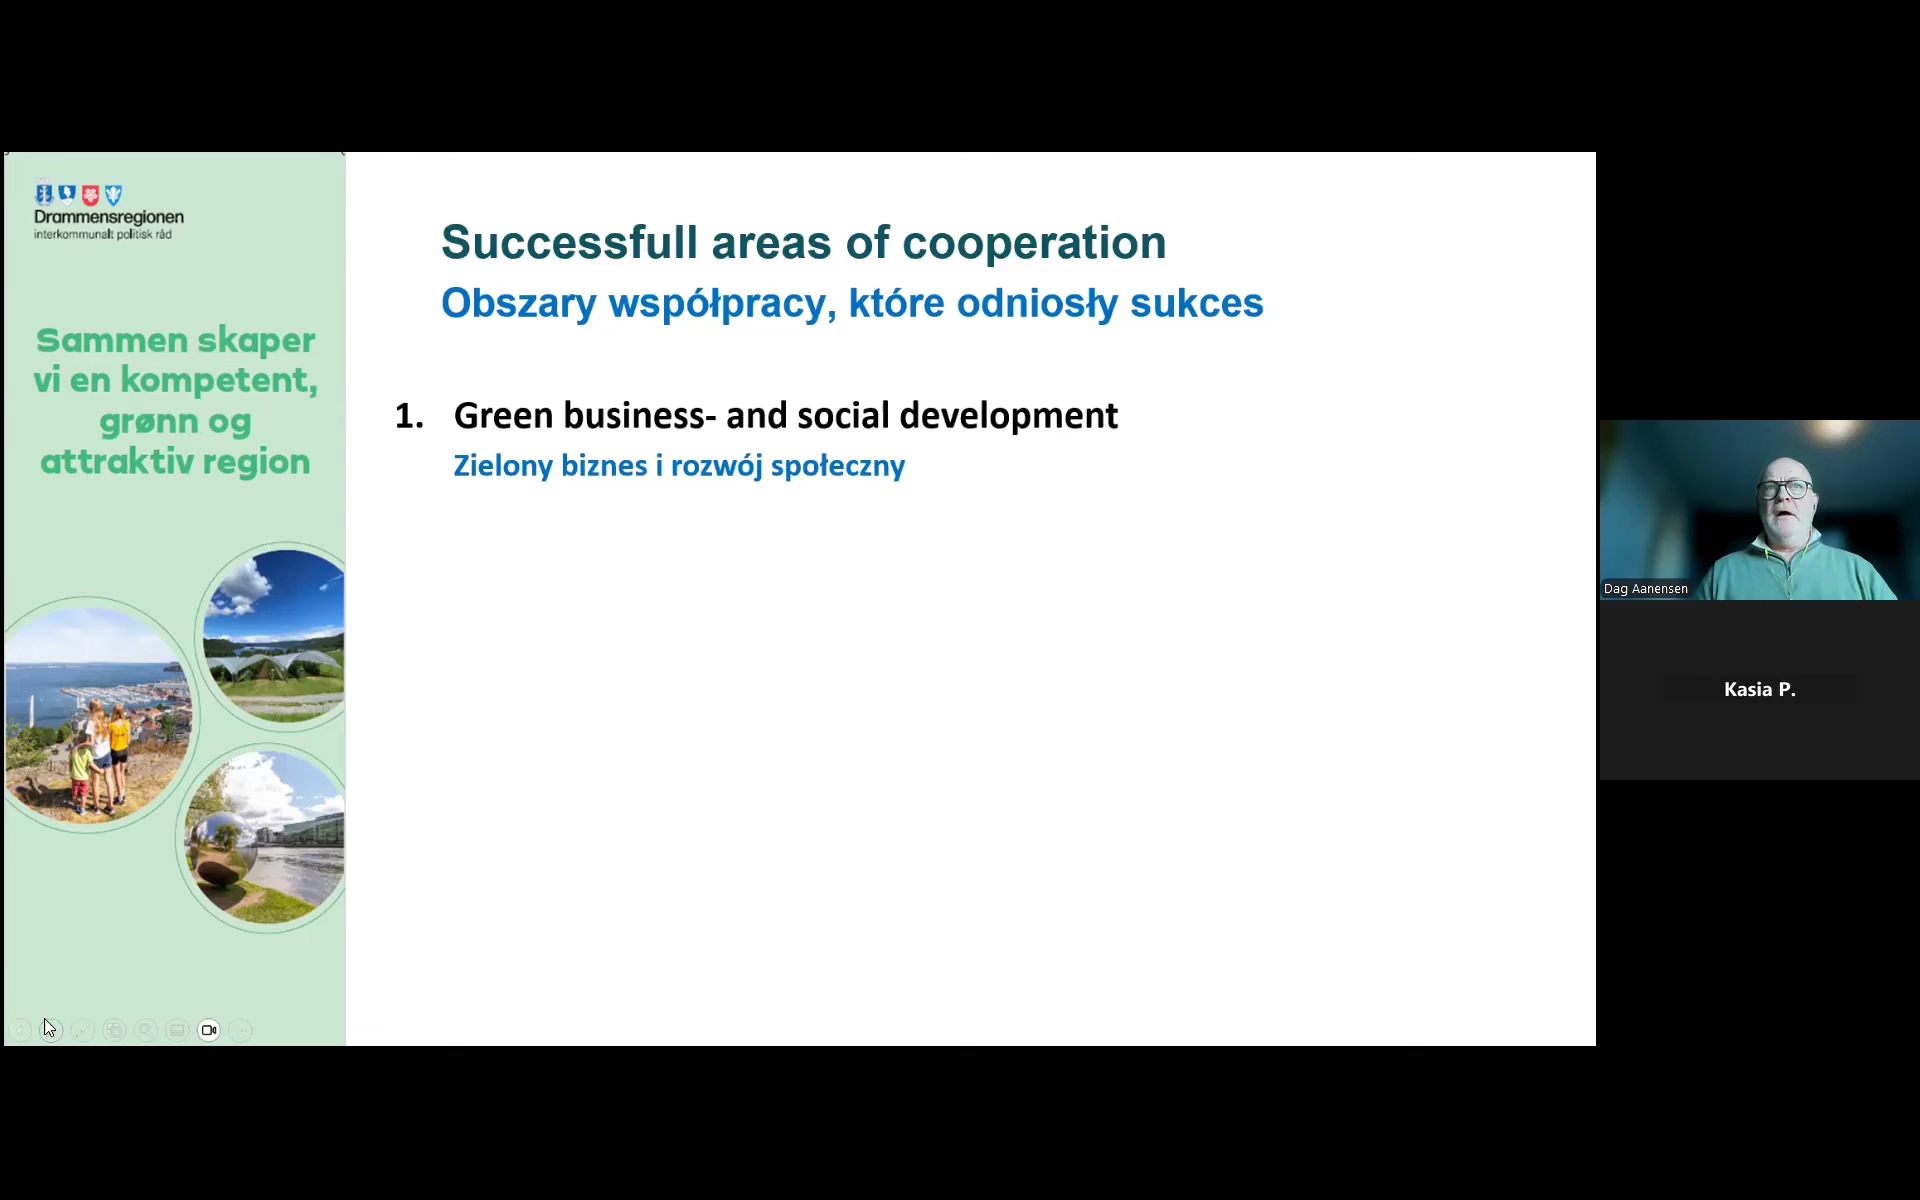 Drammensregionen
interkommunalt politisk råd
Sammen skaper
vi en kompetent,
grønn og
attraktiv region
Successfull areas of cooperation
Obszary współpracy, które odniosły sukces
1. Green business- and social development
Zielony biznes i rozwój społeczny
Dag Aanensen
Kasia P.